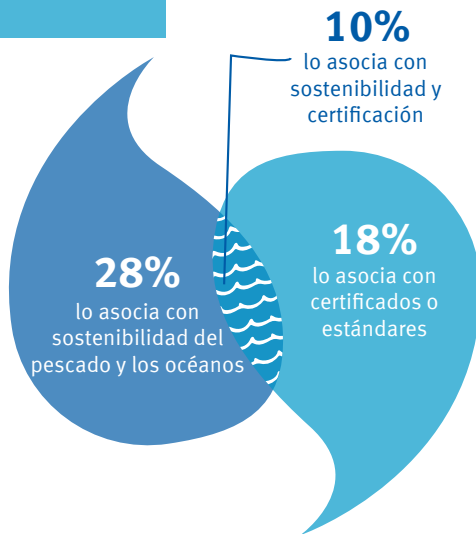 10%
lo asocia con
sostenibilidad y
certificación
28%
lo asocia con
sostenibilidad del
pescado y los océanos
18%
lo asocia con
certificados o
estándares